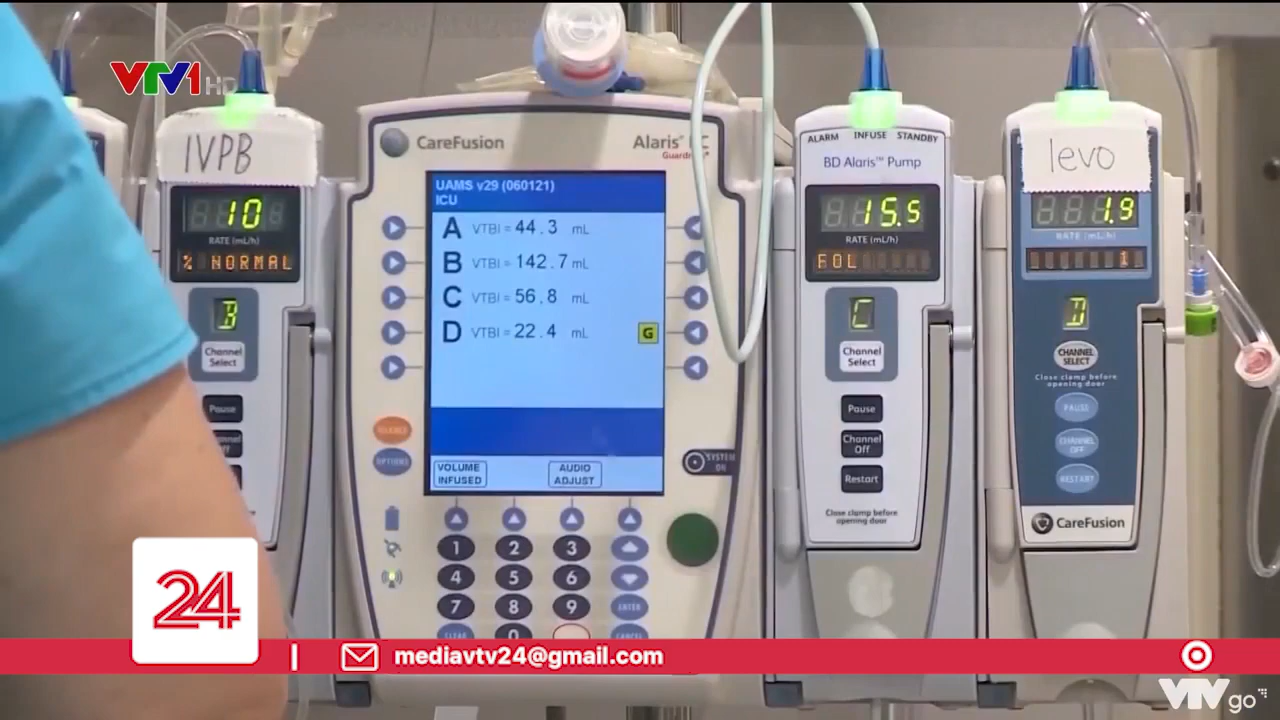 VTV1 HD
IVPB
10
RATE (mL/h)
% NORMAL
B
Channel
Select
Pause
CareFusion
Alaris
Guardrails
UAMS v29 (060121)
ICU
A VTBI = 44.3 mL
B VTBI = 142.7 mL
C VTBI = 56.8 mL
D VTBI = 22.4 mL
G
SILENCE
OPTIONS
VOLUME
INFUSED
AUDIO
ADJUST
SYSTEM
ON
1 2 3
4 5 6
7 8 9
ENTER
CLEAR
0
CANCEL
ALARM INFUSE STANDBY
BD Alaris™ Pump
15.5
RATE (mL/h)
FOL
C
Channel
Select
Pause
Channel
Off
Restart
Close clamp before
opening door
levo
1.9
RATE (mL/h)
1
D
CHANNEL
SELECT
Close clamp before
opening door
PAUSE
CHANNEL
OFF
RESTART
CareFusion
24
mediavtv24@gmail.com
VTVgo